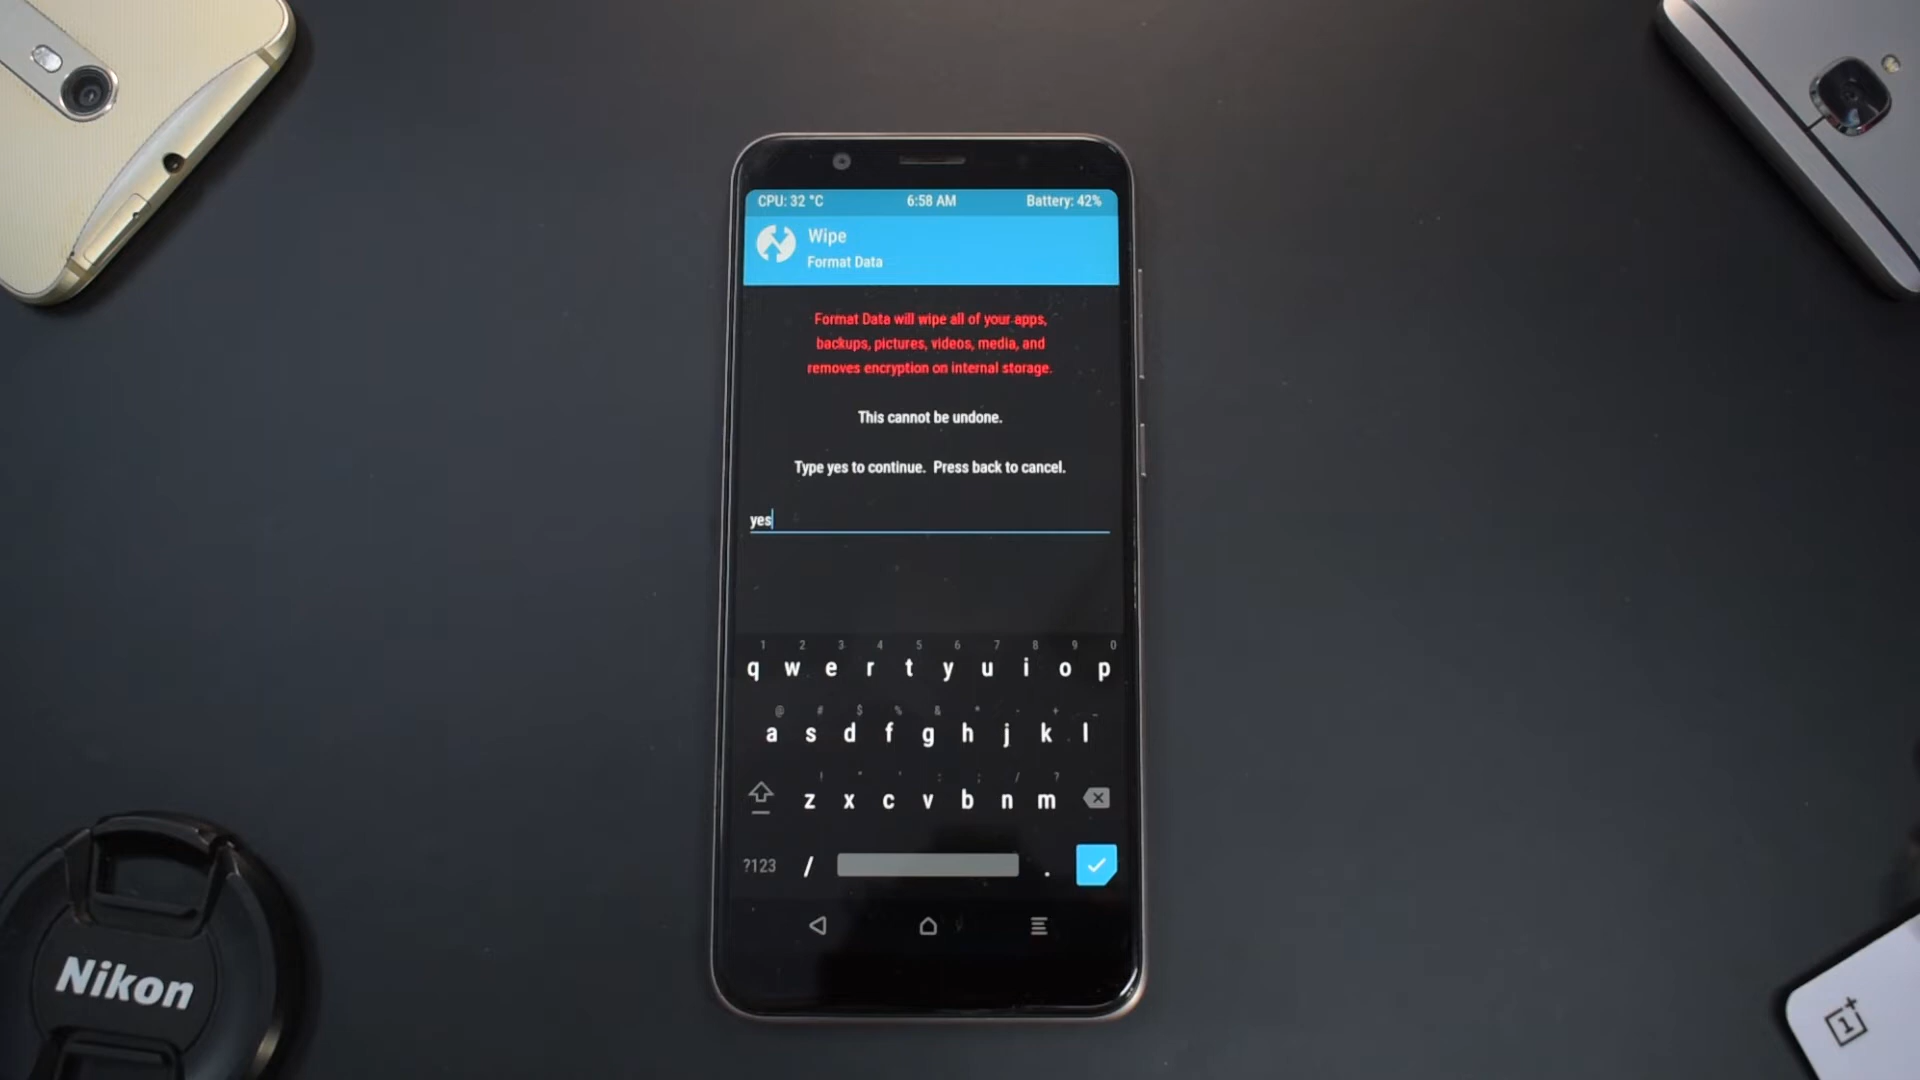 CPU: 32 °C 6:58 AM Battery: 42%
Wipe
Format Data
Format Data will wipe all of your apps,
backups, pictures, videos, media, and
removes encryption on internal storage.
This cannot be undone.
Type yes to continue. Press back to cancel.
yes
1 2 3 4 5 6 7 8 9 0
q w e r t y u i o p
@ # $ % & * - + _
a s d f g h j k l
! " ' : ; / ?
z x c v b n m
?123 / .
Nikon
1+